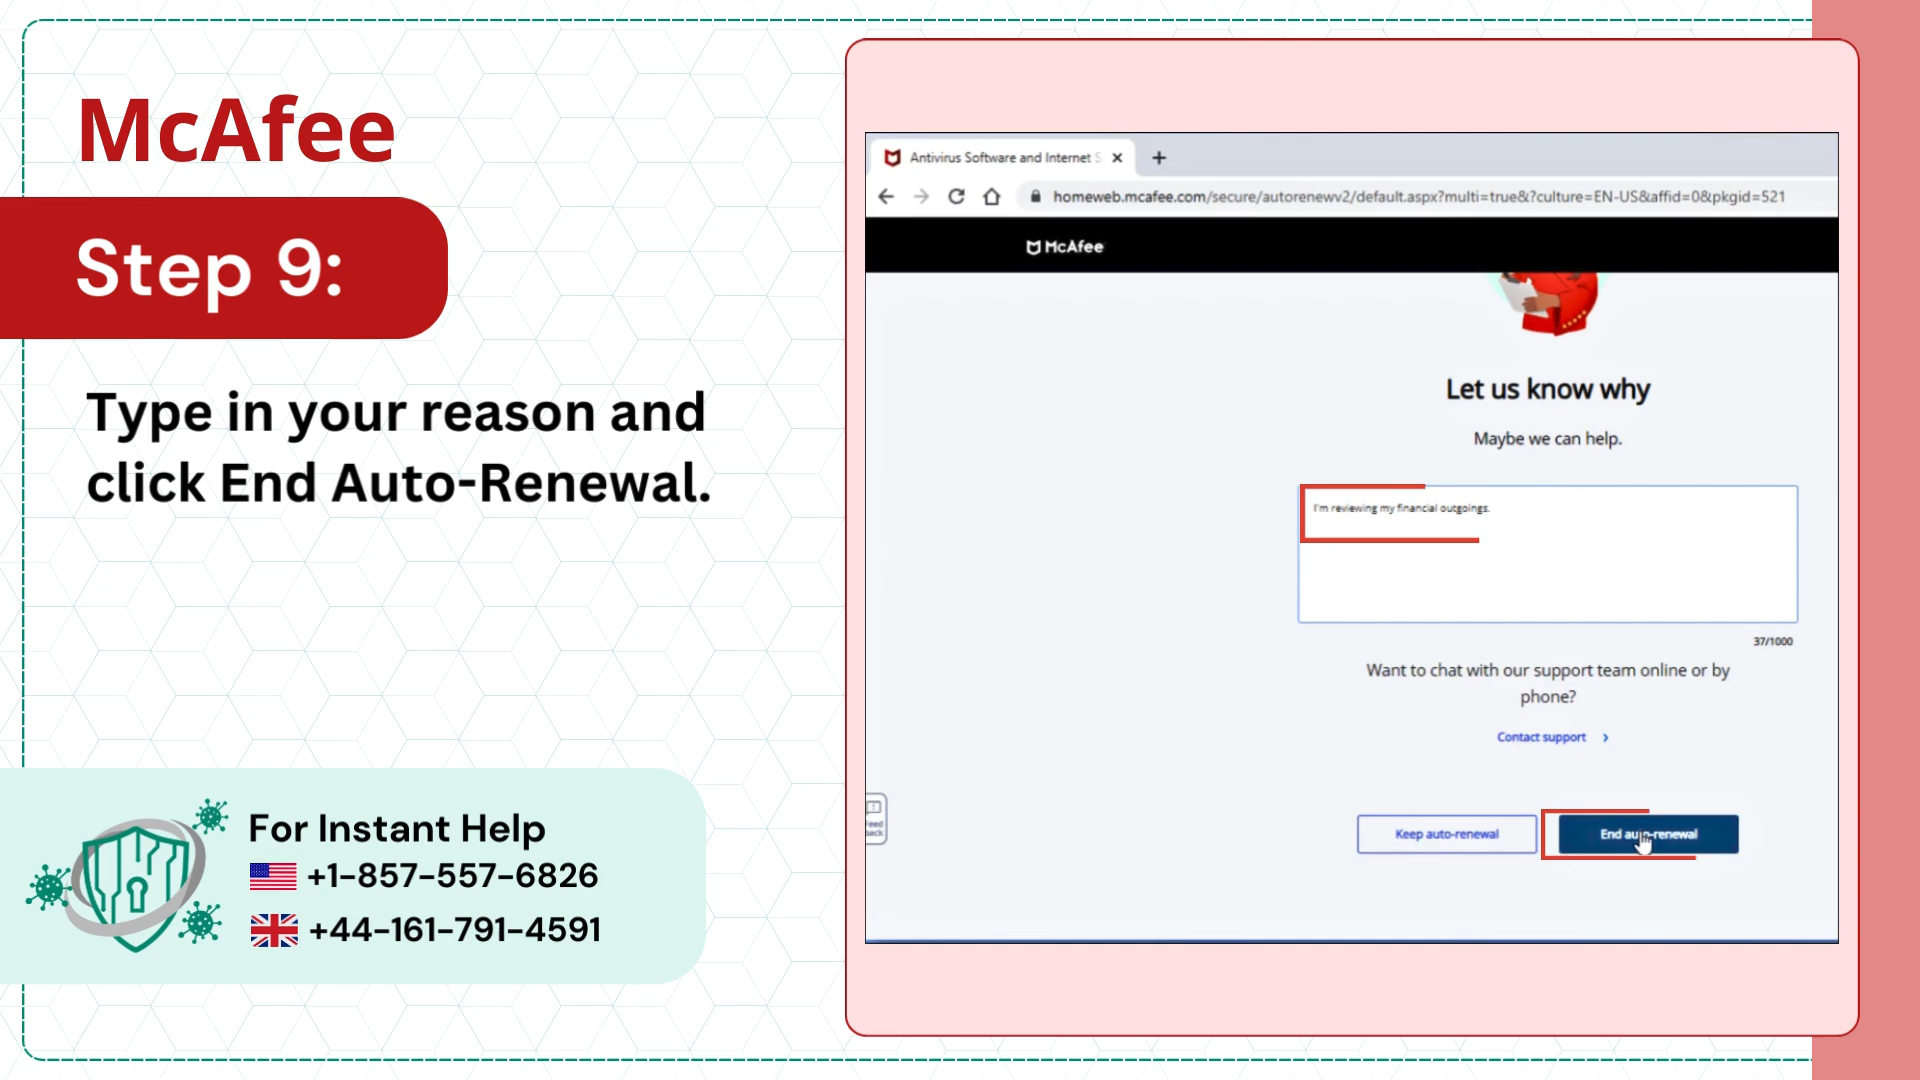 McAfee
Step 9:
Type in your reason and
click End Auto-Renewal.
For Instant Help
+1-857-557-6826
+44-161-791-4591
Antivirus Software and Internet S
homeweb.mcafee.com/secure/autorenewv2/default.aspx?multi=true&?culture=EN-US&affid=0&pkgid=521
McAfee
Let us know why
Maybe we can help.
I'm reviewing my financial outgoings.
37/1000
Want to chat with our support team online or by
phone?
Contact support
Feed
back
Keep auto-renewal
End auto-renewal